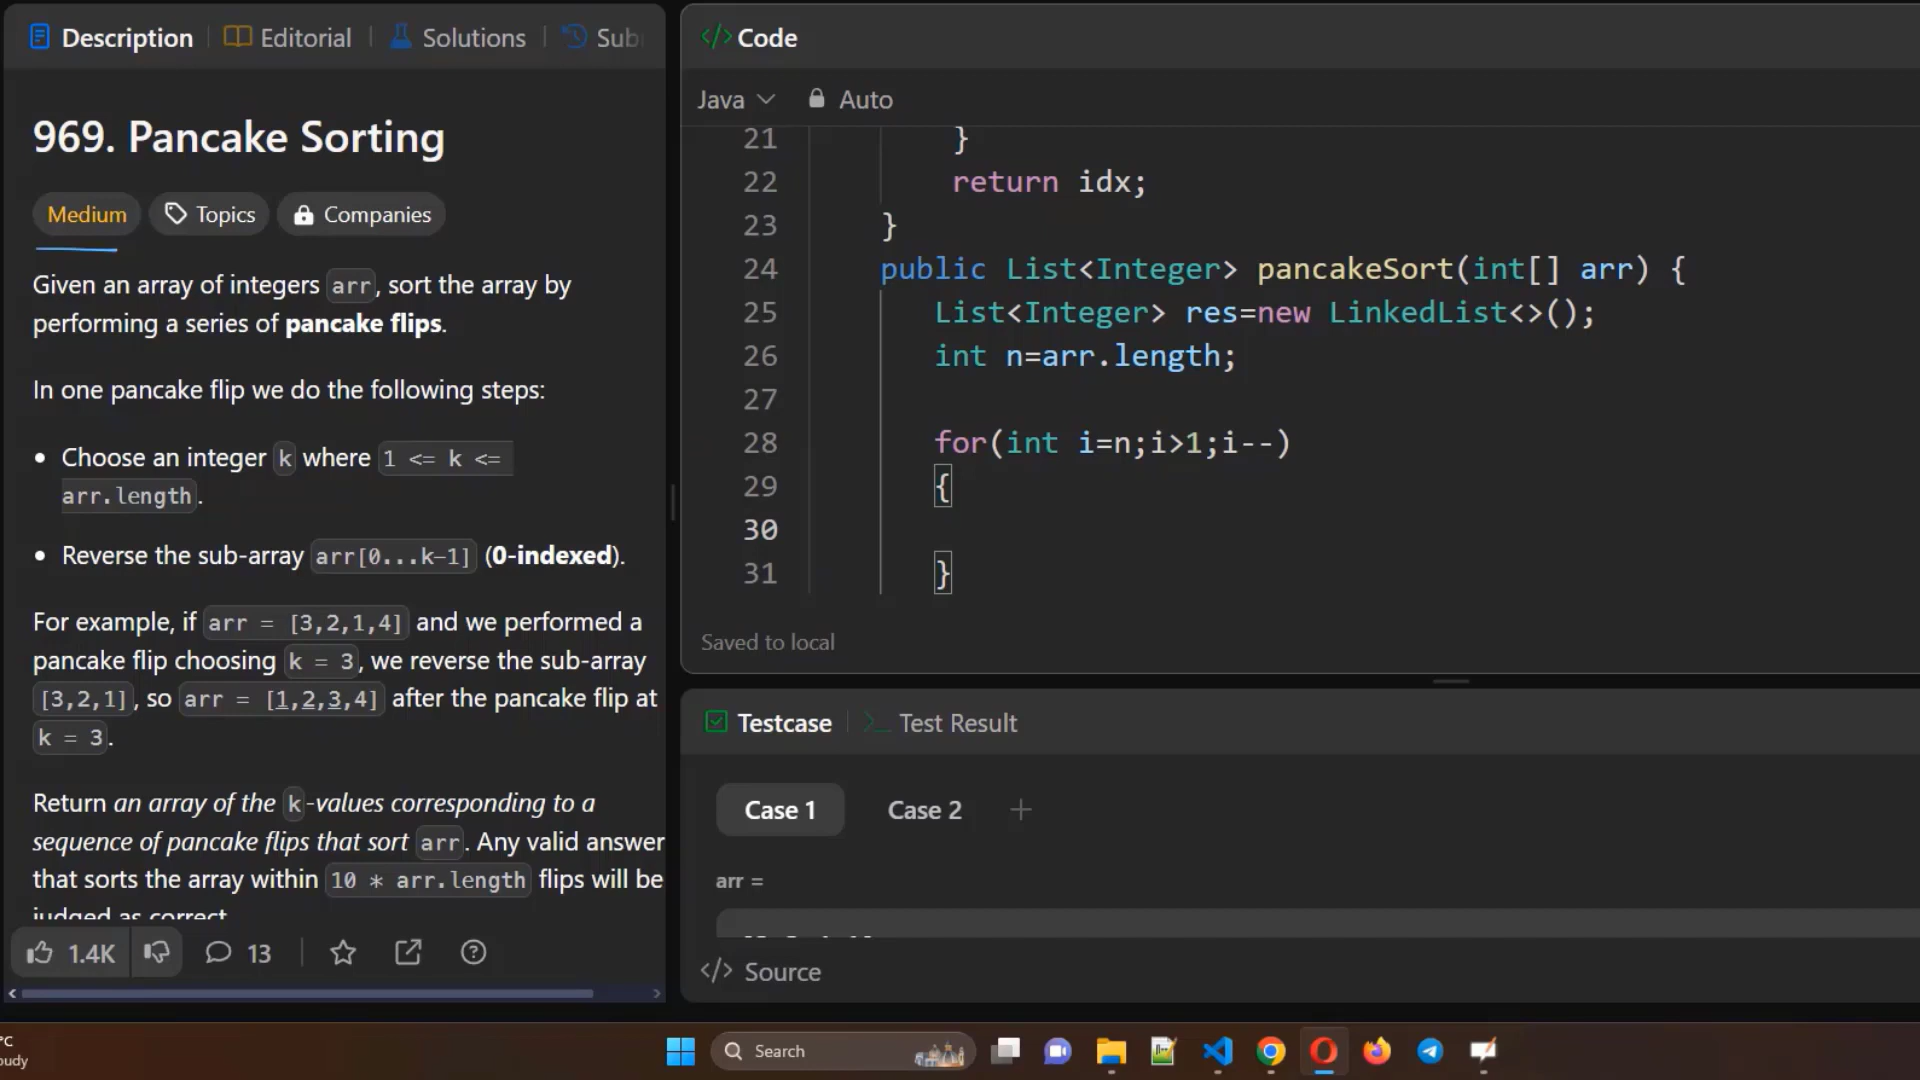 Description
Editorial
Solutions
Sub
969. Pancake Sorting
Medium
Topics
Companies
Given an array of integers arr, sort the array by
performing a series of pancake flips.
In one pancake flip we do the following steps:
• Choose an integer k where 1 <= k <=
arr.length.
• Reverse the sub-array arr[0...k-1] (0-indexed).
For example, if arr = [3,2,1,4] and we performed a
pancake flip choosing k = 3, we reverse the sub-array
[3,2,1], so arr = [1,2,3,4] after the pancake flip at
k = 3.
Return an array of the k-values corresponding to a
sequence of pancake flips that sort arr. Any valid answer
that sorts the array within 10 * arr.length flips will be
judged as correct
1.4K
13
</> Code
Java
Auto
21 }
22 return idx;
23 }
24 public List<Integer> pancakeSort(int[] arr) {
25 List<Integer> res=new LinkedList<>();
26 int n=arr.length;
27
28 for(int i=n;i>1;i--)
29 {
30
31 }
Saved to local
Testcase
Test Result
Case 1
Case 2
arr =
</> Source
°C
oudy
Search